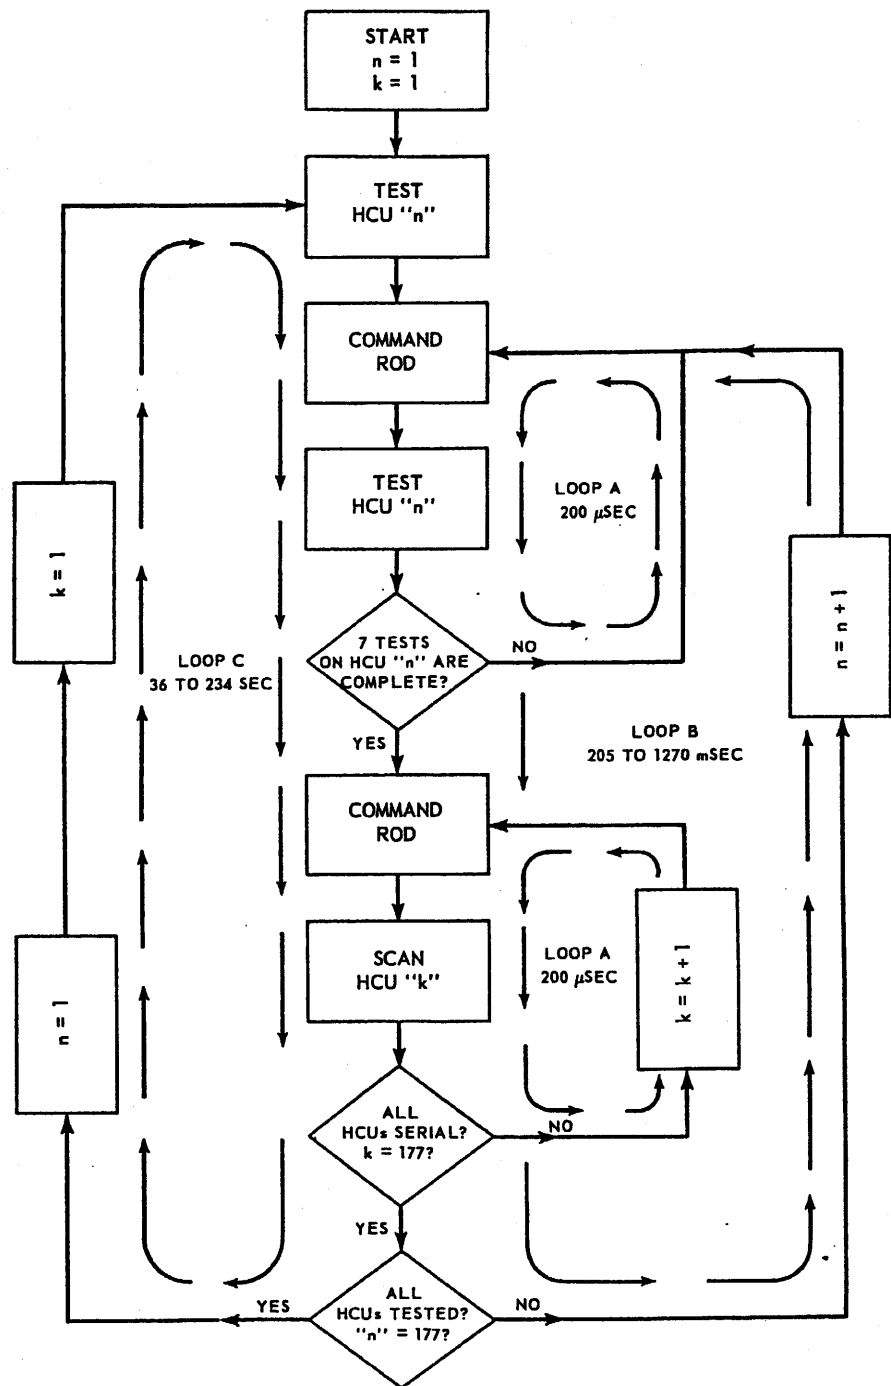 START
n = 1
k = 1
TEST
HCU "n"
COMMAND
ROD
TEST
HCU "n"
LOOP A
200 μSEC
k = 1
n = n + 1
7 TESTS
ON HCU "n" ARE
COMPLETE?
NO
LOOP C
36 TO 234 SEC
YES
LOOP B
205 TO 1270 mSEC
COMMAND
ROD
SCAN
HCU "k"
LOOP A
200 μSEC
k = k + 1
n = 1
ALL
HCUs SERIAL?
k = 177?
NO
YES
ALL
HCUs TESTED?
"n" = 177?
YES
NO